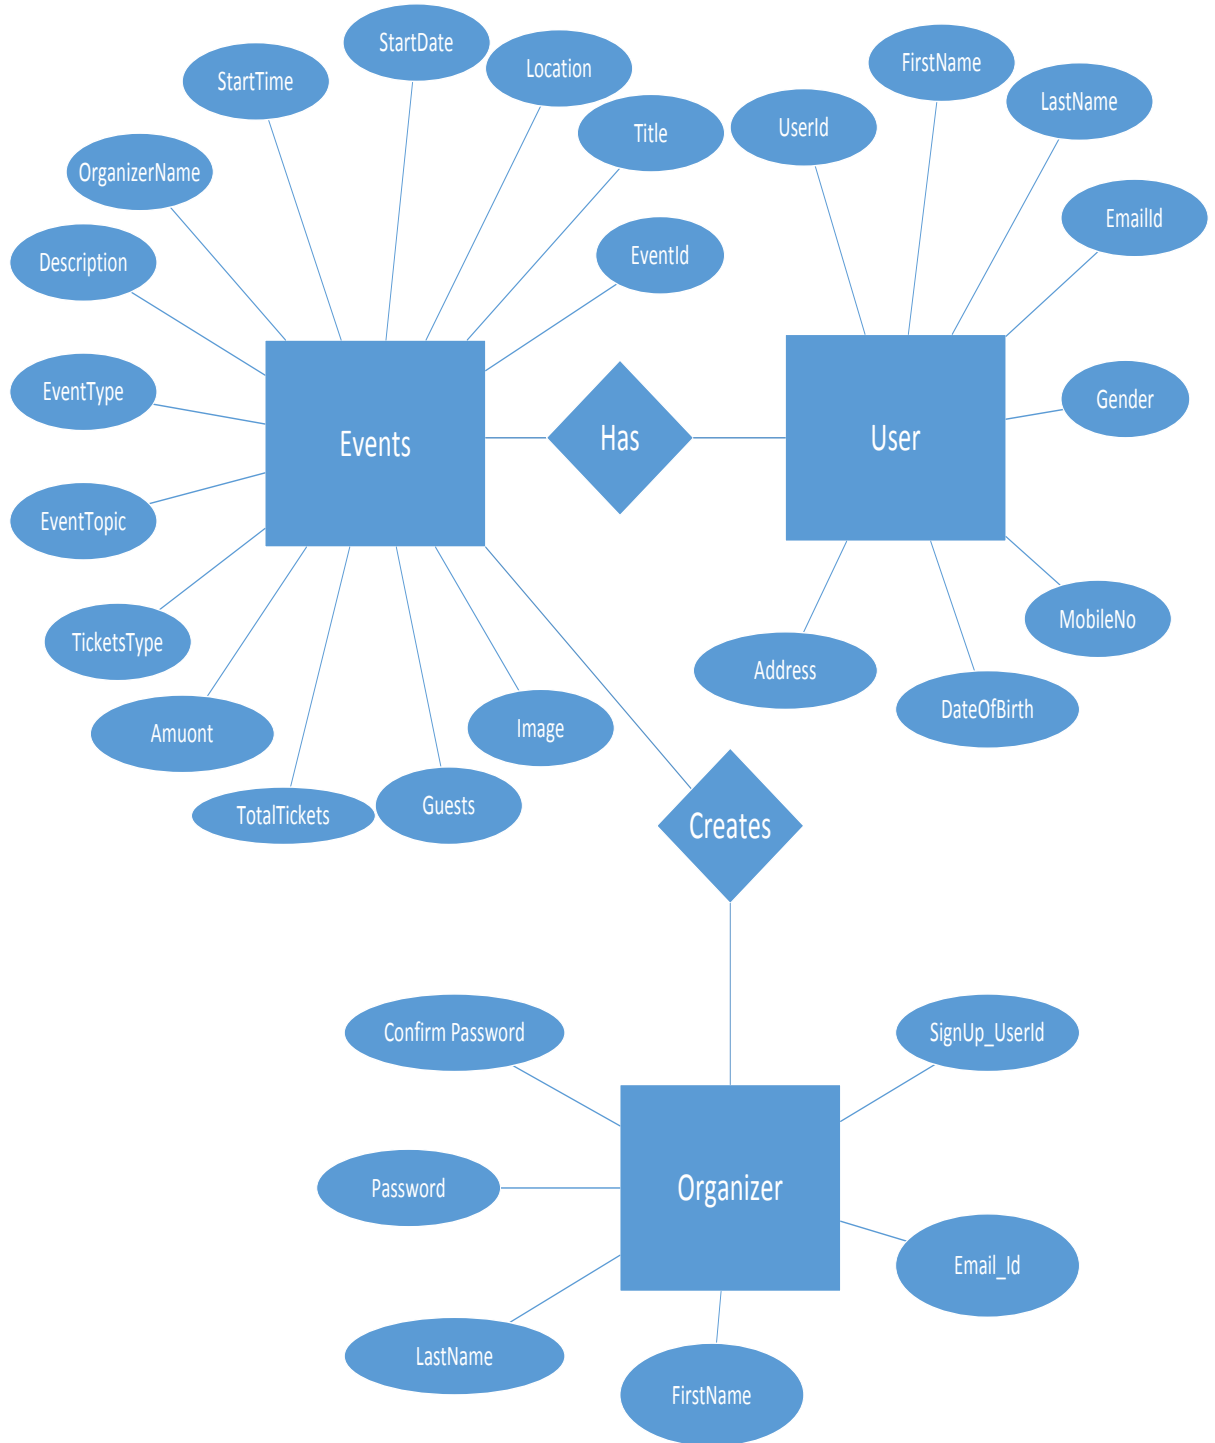 StartDate
Location
StartTime
Title
OrganizerName
EventId
Description
EventType
Events
EventTopic
TicketsType
Amuont
TotalTickets
Guests
Image
Has
FirstName
LastName
UserId
EmailId
Gender
User
MobileNo
Address
DateOfBirth
Creates
Confirm Password
SignUp_UserId
Password
Organizer
Email_Id
LastName
FirstName